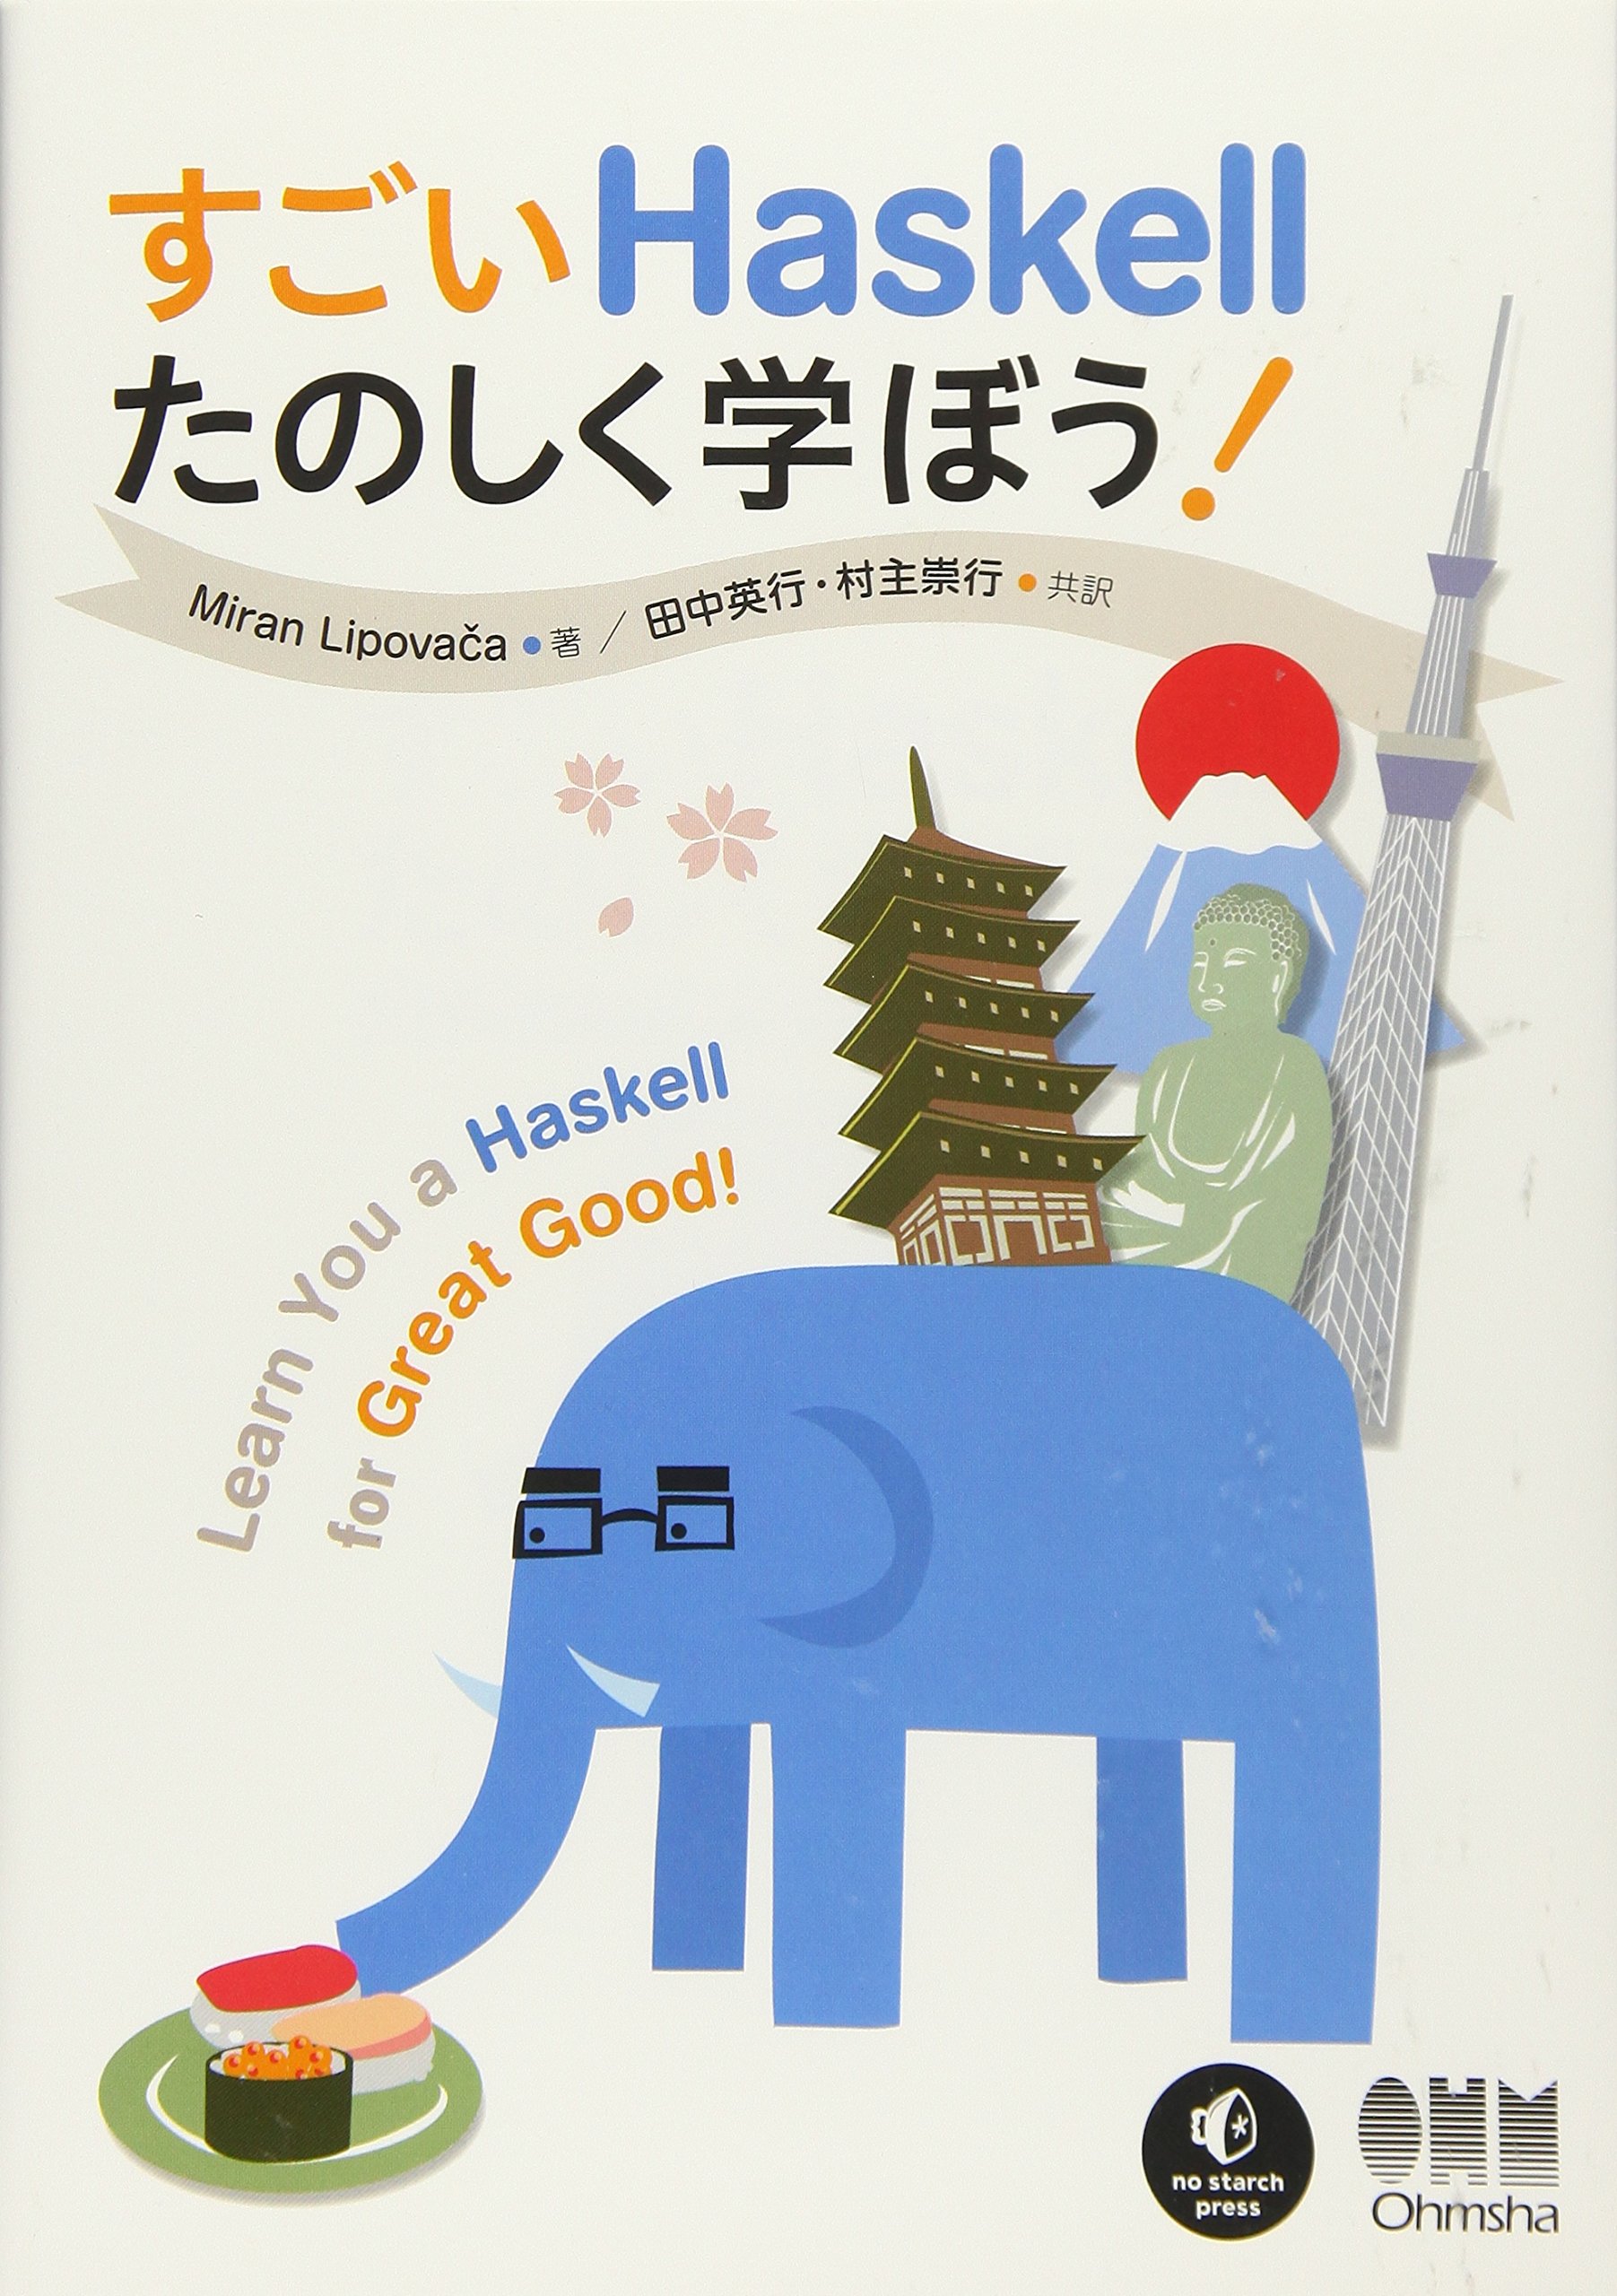 すごいHaskell
たのしく学ぼう!
Miran Lipovača●著／田中英行・村主崇行●共訳
Learn You a Haskell
for Great Good!
no starch
press
OHM
Ohmsha